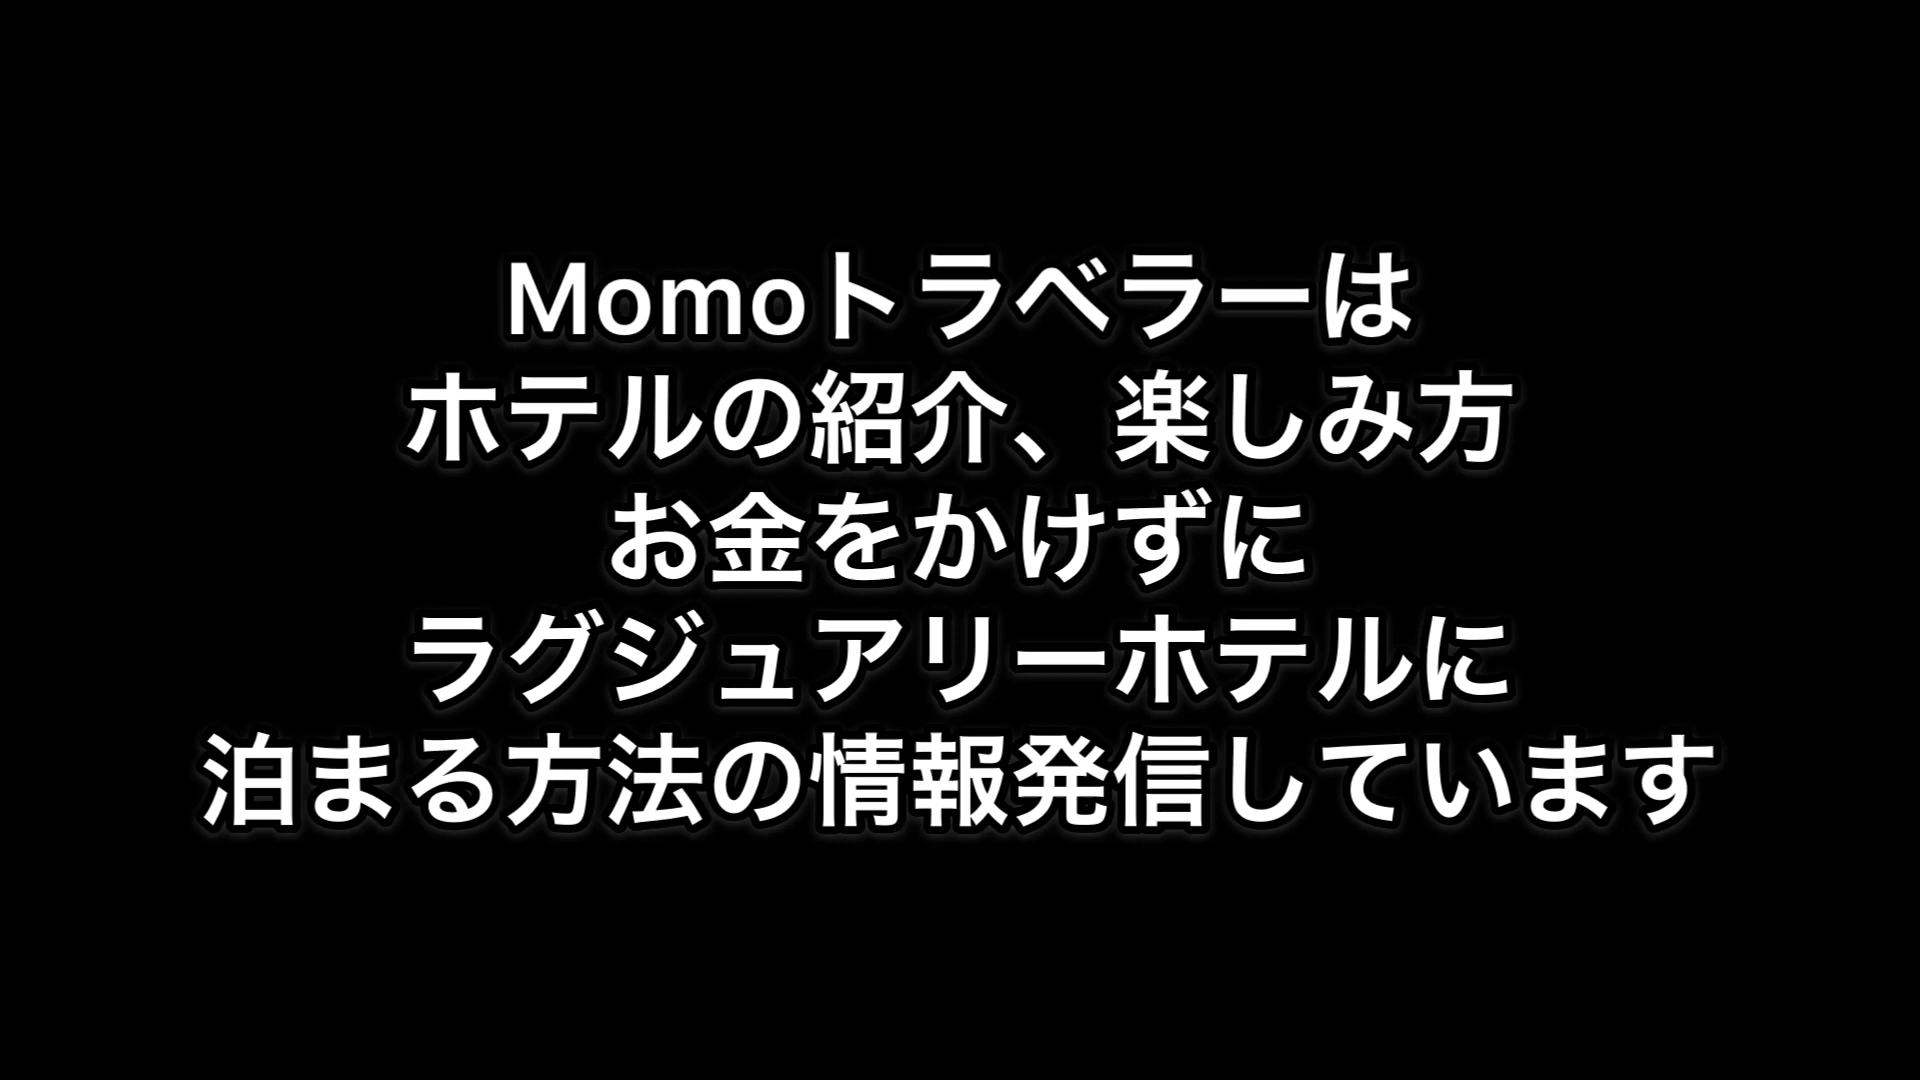 Momoトラベラーは
ホテルの紹介、楽しみ方
お金をかけずに
ラグジュアリーホテルに
泊まる方法の情報発信しています